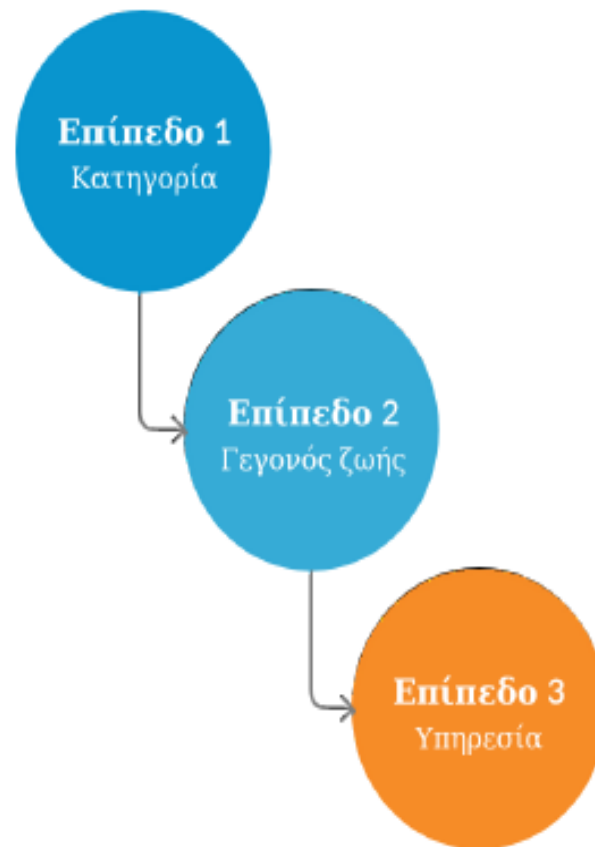 Επίπεδο 1
Κατηγορία
Επίπεδο 2
Γεγονός ζωής
Επίπεδο 3
Υπηρεσία